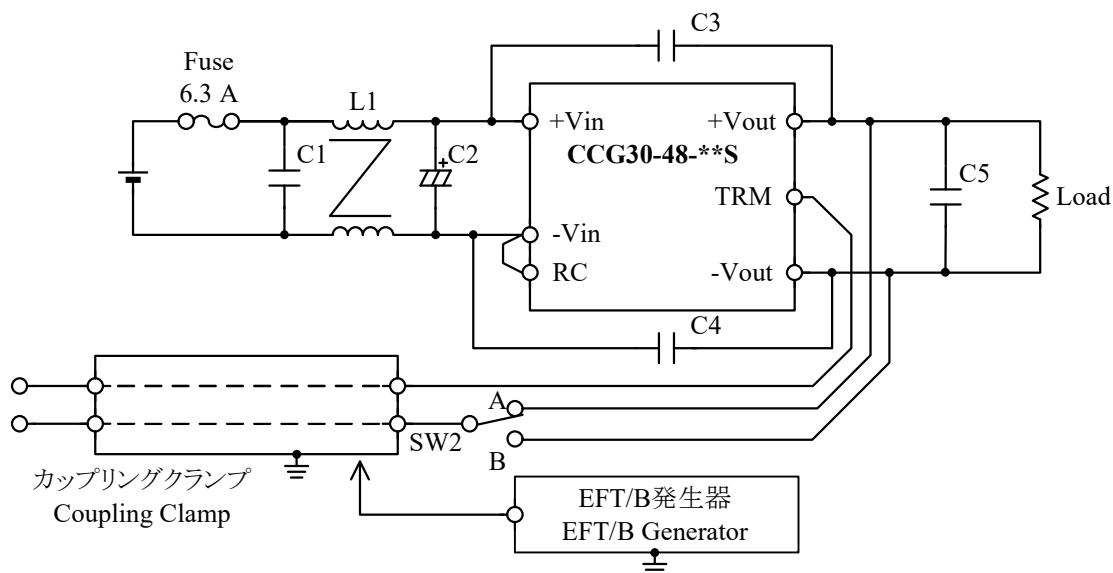 C3
Fuse
6.3 A
L1
+Vin
+Vout
CCG30-48-**S
C1
+
C2
C5
TRM
Load
-Vin
RC
-Vout
C4
A
SW2
B
カップリングクランプ
Coupling Clamp
EFT/B発生器
EFT/B Generator